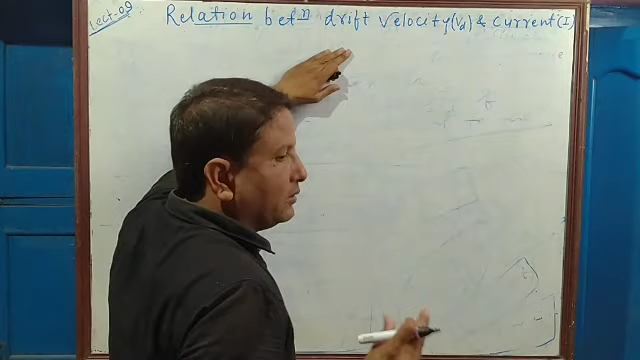 Lect-09
Relation betn drift velocity(Vd) & Current(I)